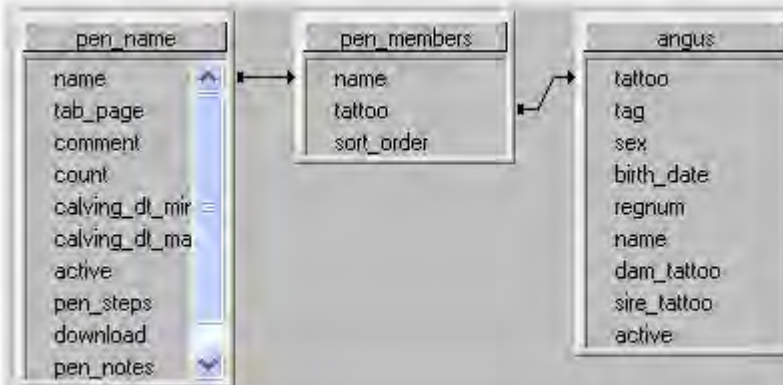 pen_name
name
tab_page
comment
count
calving_dt_mir
calving_dt_ma
active
pen_steps
download
pen_notes
pen_members
name
tattoo
sort_order
angus
tattoo
tag
sex
birth_date
regnum
name
dam_tattoo
sire_tattoo
active